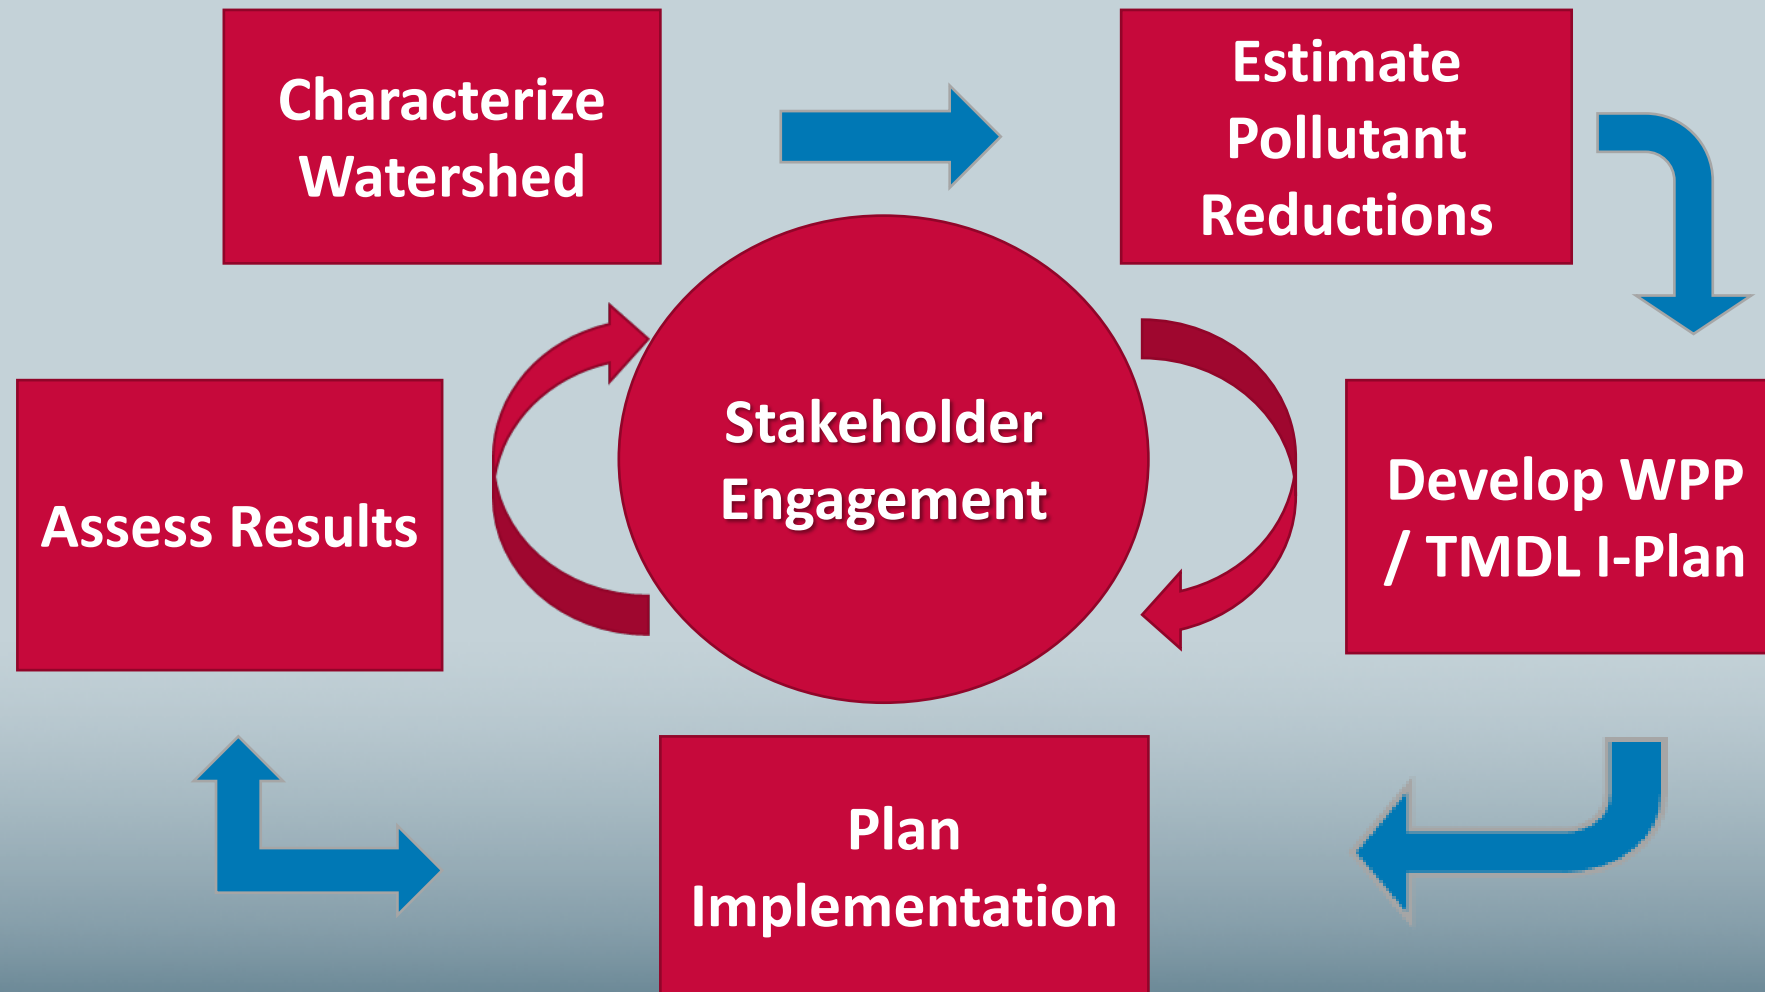 Characterize
Watershed
Estimate
Pollutant
Reductions
Stakeholder
Engagement
Assess Results
Develop WPP
/ TMDL I-Plan
Plan
Implementation